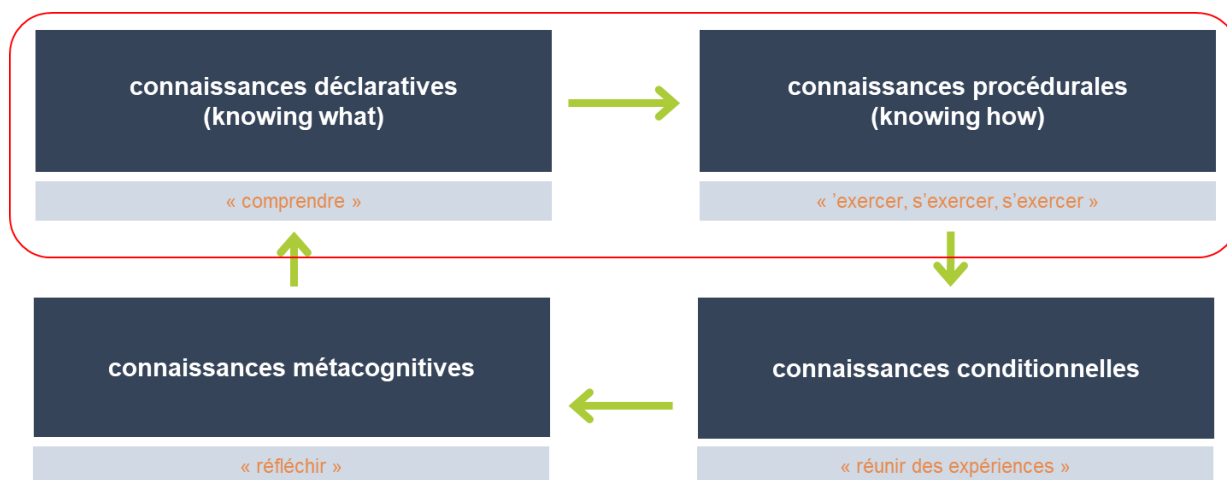 connaissances déclaratives
(knowing what)
« comprendre »
connaissances procédurales
(knowing how)
« ’exercer, s’exercer, s’exercer »
connaissances métacognitives
« réfléchir »
connaissances conditionnelles
« réunir des expériences »